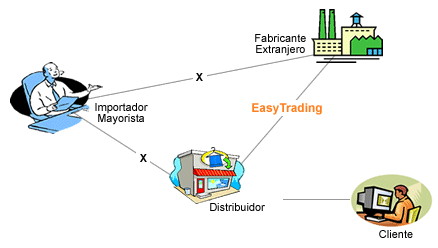 Fabricante
Extranjero
X
Importador
Mayorista
EasyTrading
X
Distribuidor
Cliente